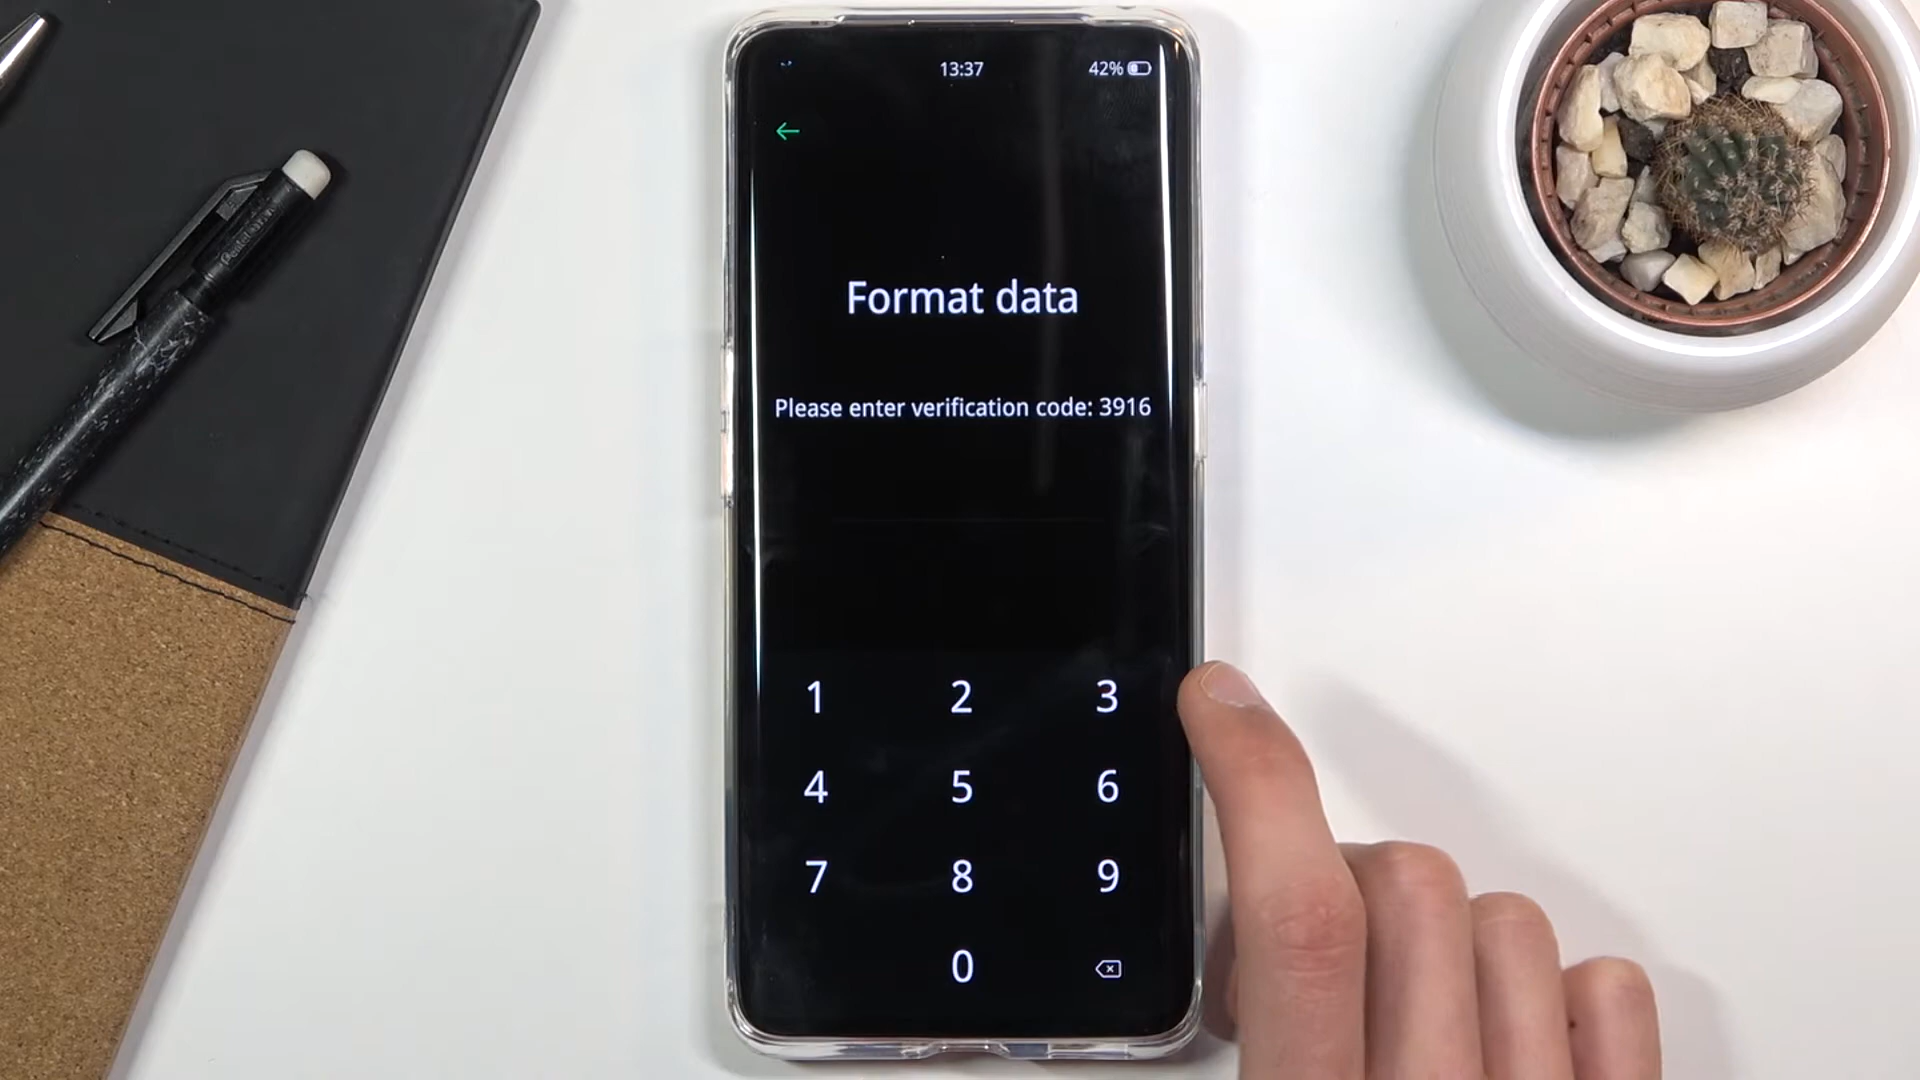 13:37 42%
Format data
Please enter verification code: 3916
1 2 3
4 5 6
7 8 9
0